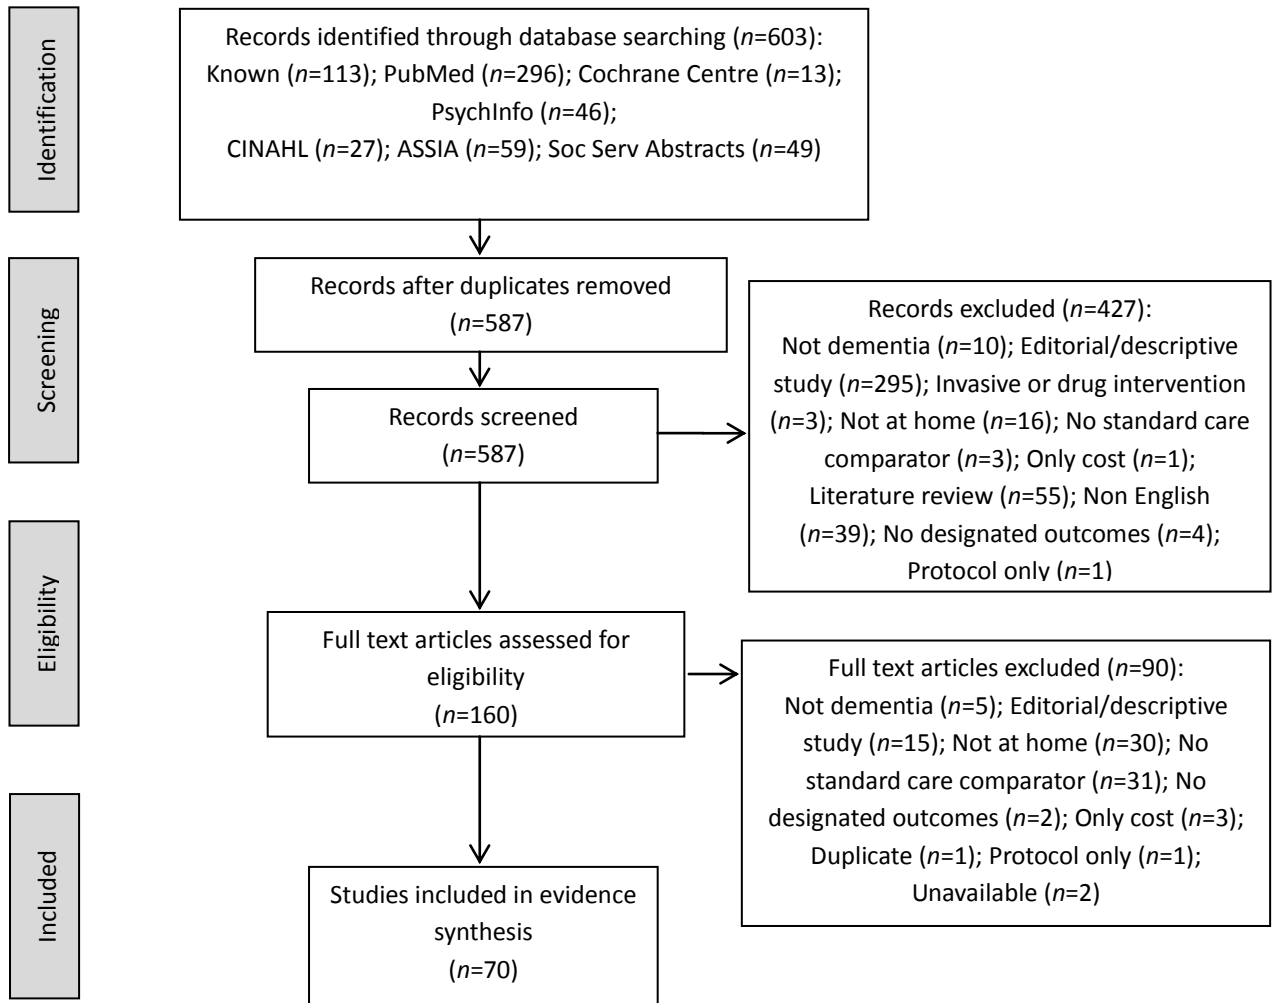 Identification
Records identified through database searching (n=603):
Known (n=113); PubMed (n=296); Cochrane Centre (n=13);
PsychInfo (n=46);
CINAHL (n=27); ASSIA (n=59); Soc Serv Abstracts (n=49)
Screening
Records after duplicates removed
(n=587)
Records screened
(n=587)
Records excluded (n=427):
Not dementia (n=10); Editorial/descriptive
study (n=295); Invasive or drug intervention
(n=3); Not at home (n=16); No standard care
comparator (n=3); Only cost (n=1);
Literature review (n=55); Non English
(n=39); No designated outcomes (n=4);
Protocol only (n=1)
Eligibility
Full text articles assessed for
eligibility
(n=160)
Full text articles excluded (n=90):
Not dementia (n=5); Editorial/descriptive
study (n=15); Not at home (n=30); No
standard care comparator (n=31); No
designated outcomes (n=2); Only cost (n=3);
Duplicate (n=1); Protocol only (n=1);
Unavailable (n=2)
Included
Studies included in evidence
synthesis
(n=70)